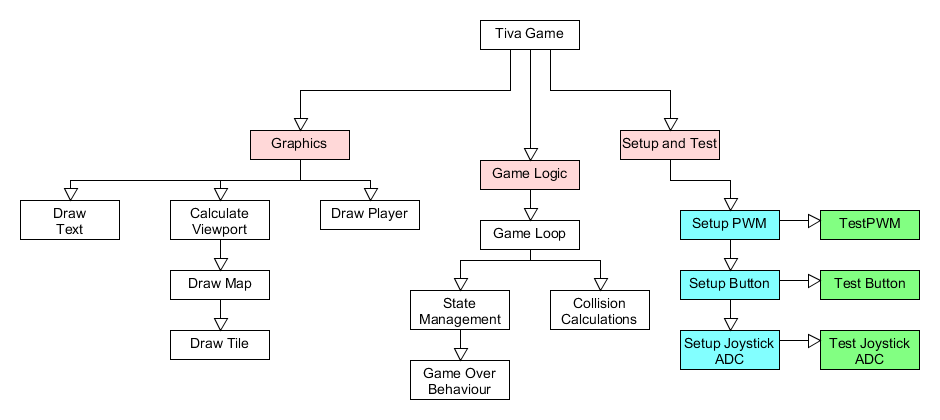 Tiva Game
Graphics
Setup and Test
Game Logic
Draw
Text
Calculate
Viewport
Draw Player
Setup PWM
TestPWM
Game Loop
Draw Map
Setup Button
Test Button
State
Management
Collision
Calculations
Draw Tile
Setup Joystick
ADC
Test Joystick
ADC
Game Over
Behaviour